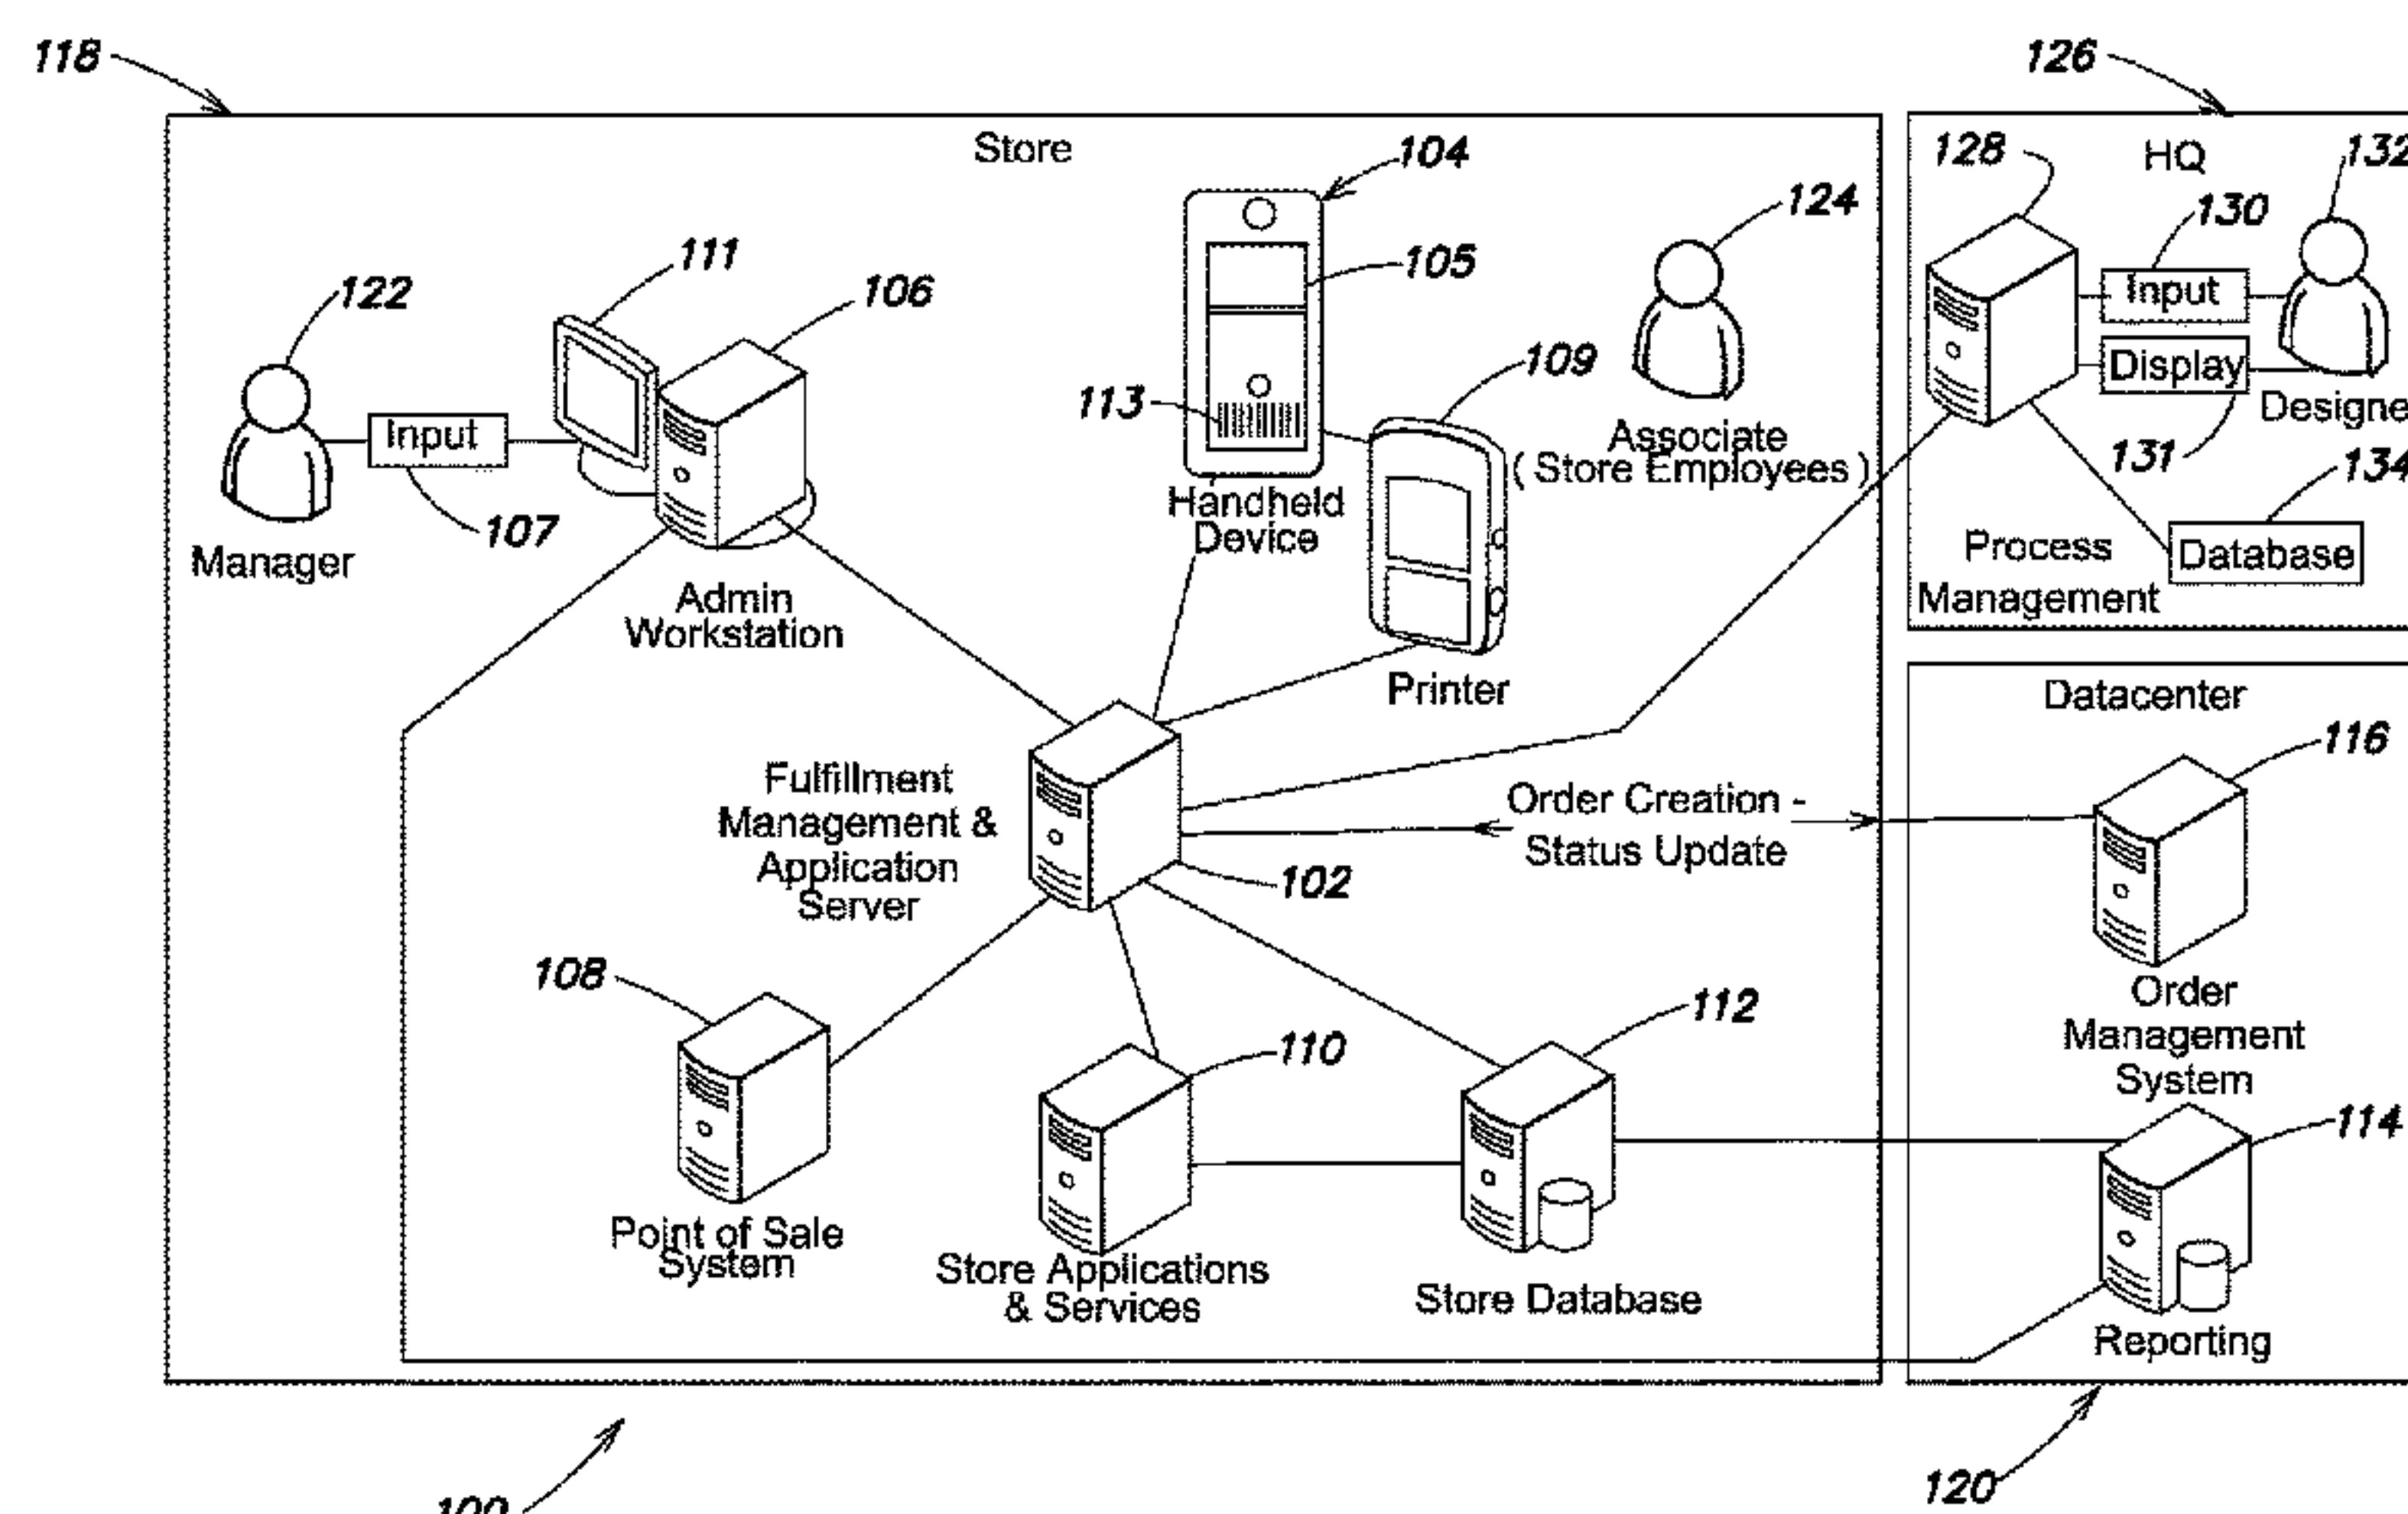 118
126
Store
104
128
HQ
132
124
130
111
105
122
106
Input
109
Input
113
Display
Associate
( Store Employees )
131
134
107
Handheld
Device
Manager
Process
Management
Database
Admin
Workstation
Printer
Datacenter
116
Fulfillment
Management &
Application
Server
Order Creation -
Status Update
102
108
112
Order
Management
System
110
114
Point of Sale
System
Store Applications
& Services
Store Database
Reporting
120